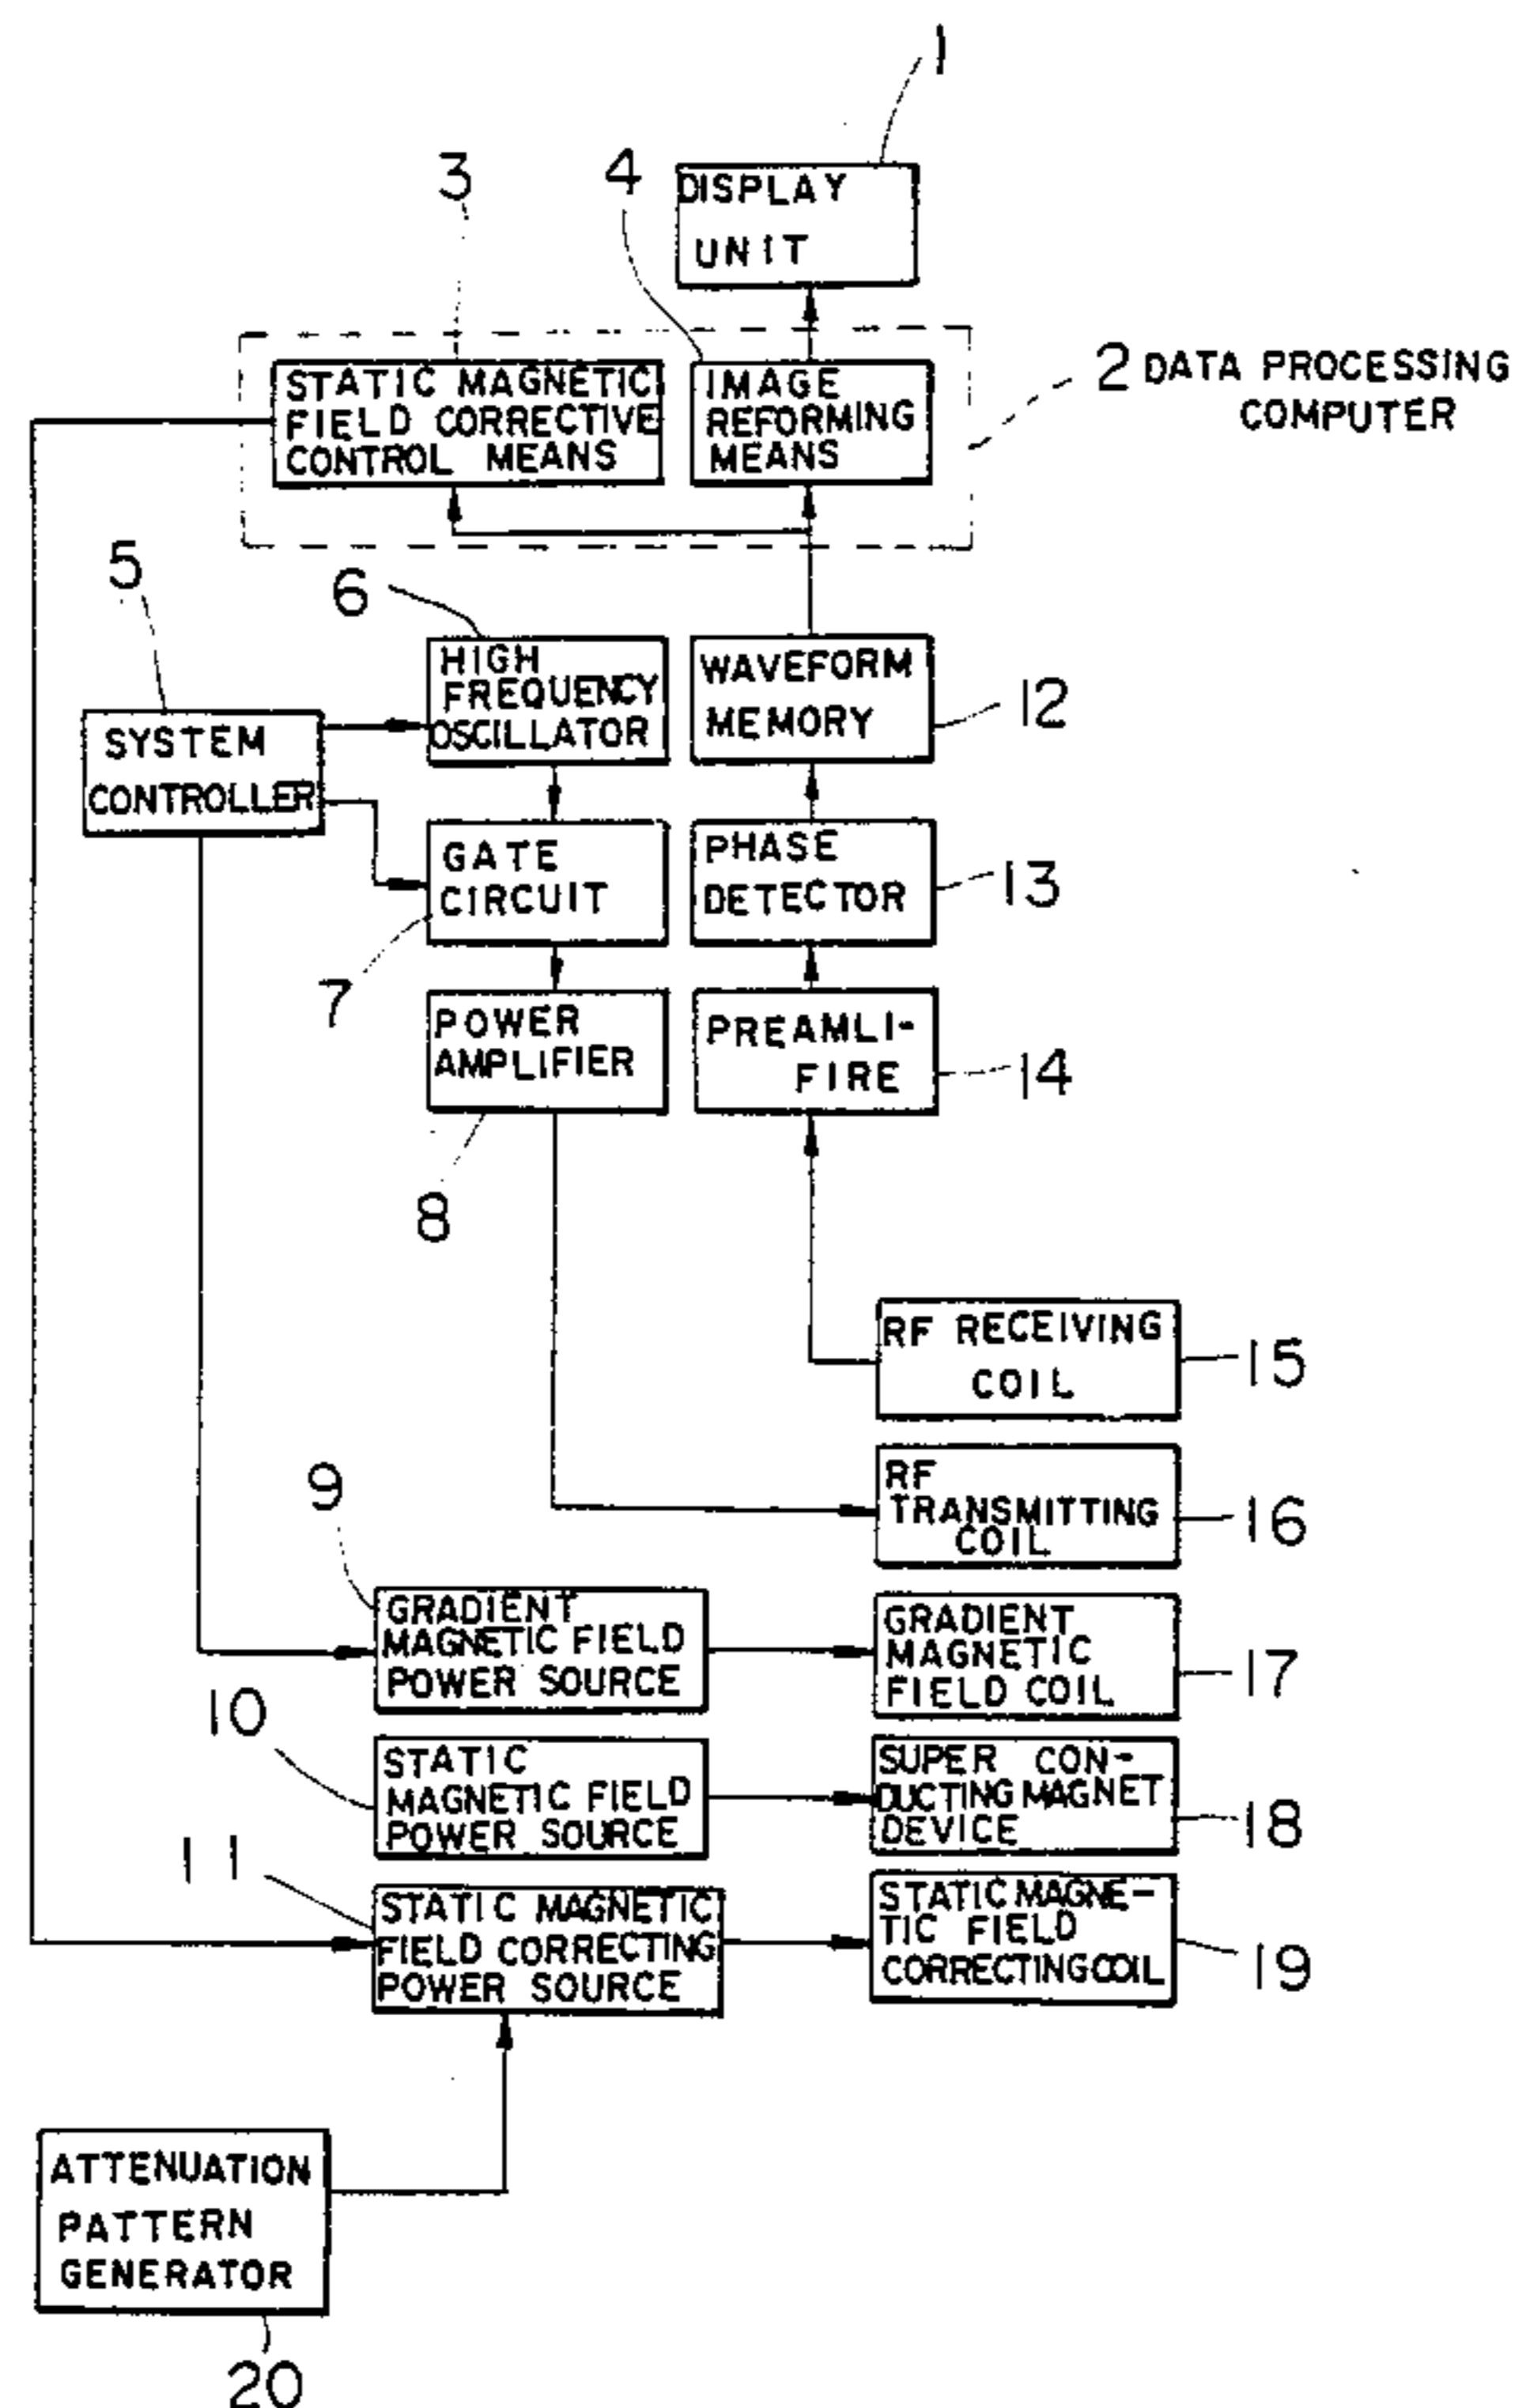 1
3
4
DISPLAY
UNIT
STATIC MAGNETIC
FIELD CORRECTIVE
CONTROL MEANS
IMAGE
REFORMING
MEANS
2 DATA PROCESSING
COMPUTER
5
6
SYSTEM
CONTROLLER
HIGH
FREQUENCY
OSCILLATOR
WAVEFORM
MEMORY
12
GATE
CIRCUIT
7
PHASE
DETECTOR
13
POWER
AMPLIFIER
8
PREAMLI-
FIRE
14
RF RECEIVING
COIL
15
RF
TRANSMITTING
COIL
16
9
GRADIENT
MAGNETIC FIELD
POWER SOURCE
GRADIENT
MAGNETIC
FIELD COIL
17
10
STATIC
MAGNETIC FIELD
POWER SOURCE
SUPER CON-
DUCTING MAGNET
DEVICE
18
11
STATIC MAGNETIC
FIELD CORRECTING
POWER SOURCE
STATIC MAGNE-
TIC FIELD
CORRECTING COIL
19
ATTENUATION
PATTERN
GENERATOR
20